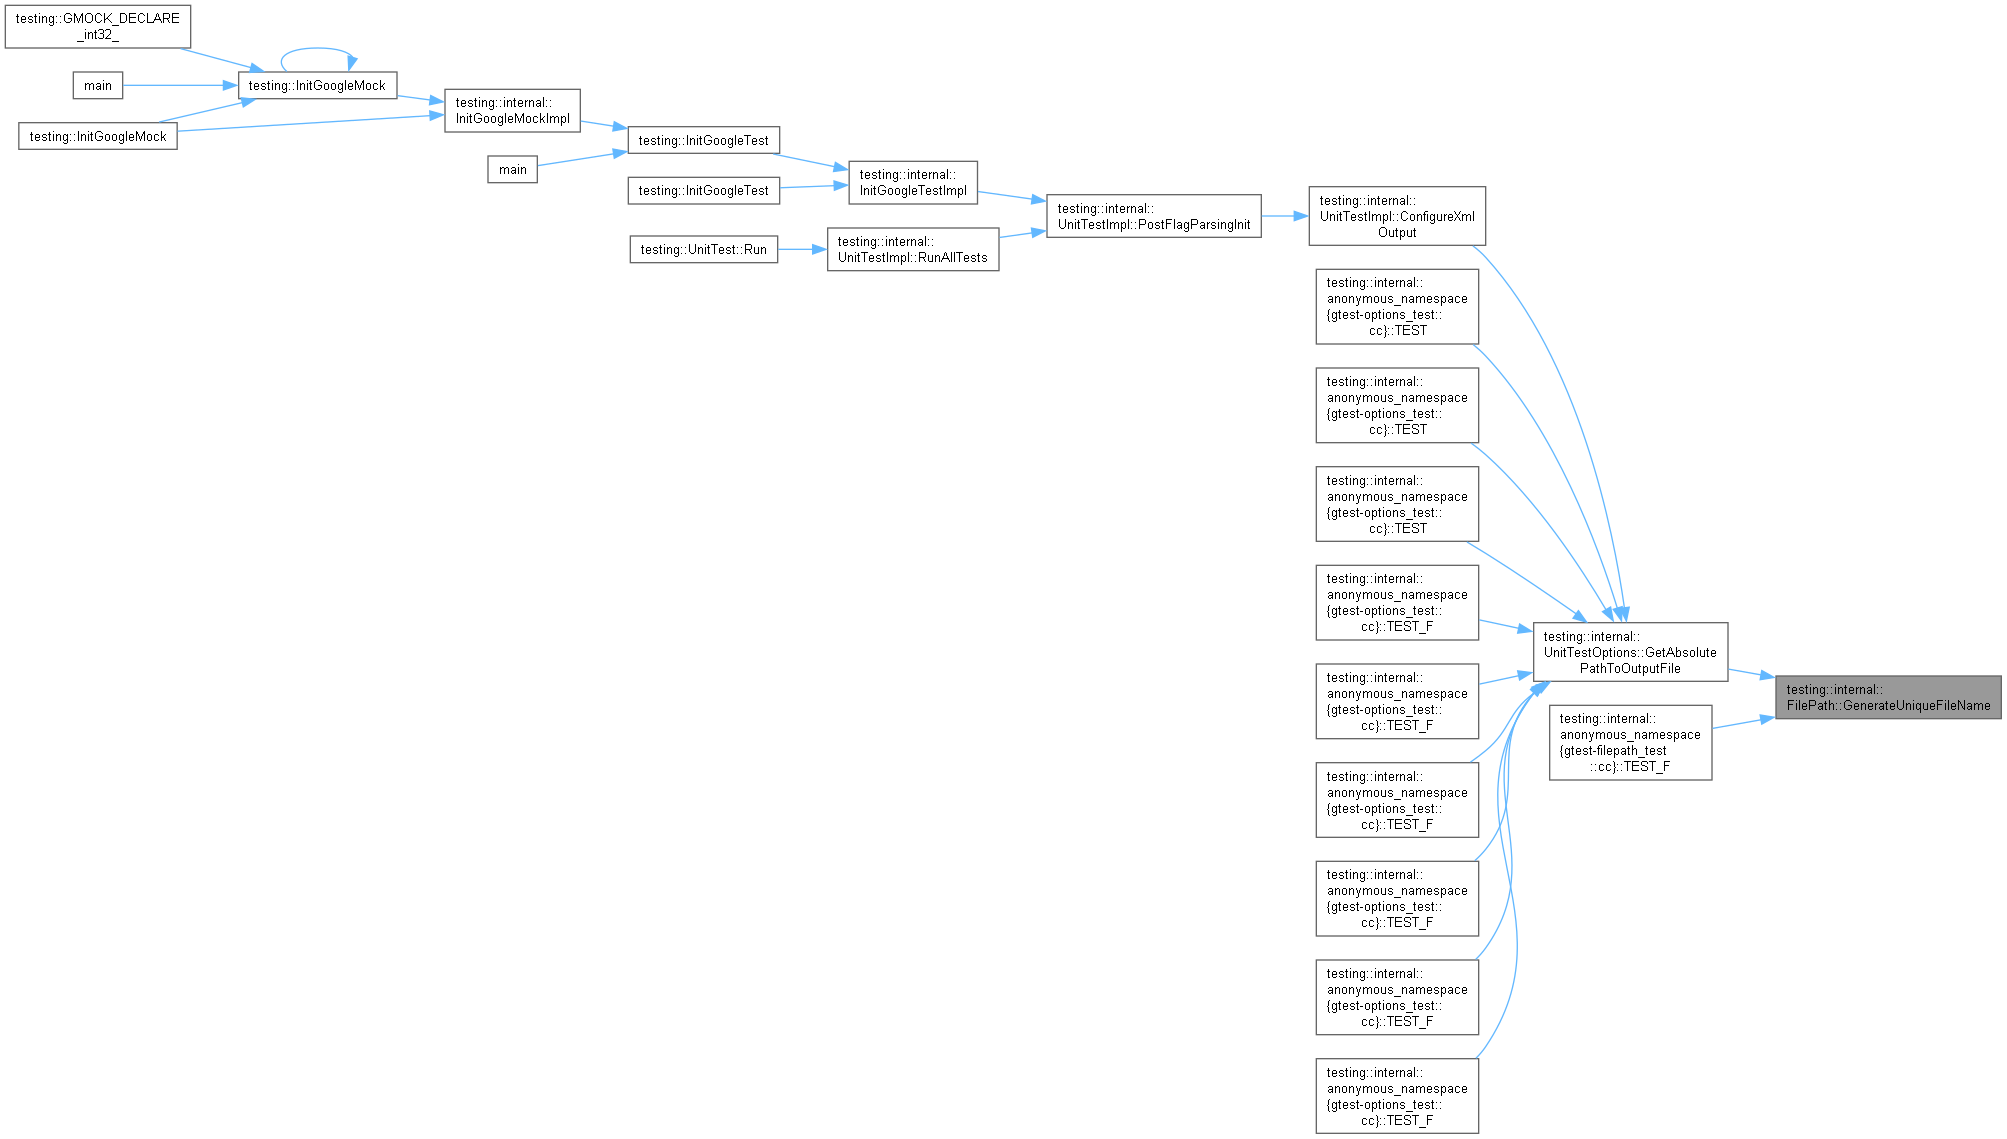 testing::GMOCK_DECLARE
_int32_
main
testing::InitGoogleMock
testing::InitGoogleMock
testing::internal::
InitGoogleMockImpl
testing::InitGoogleTest
main
testing::InitGoogleTest
testing::internal::
InitGoogleTestImpl
testing::UnitTest::Run
testing::internal::
UnitTestImpl::RunAllTests
testing::internal::
UnitTestImpl::PostFlagParsingInit
testing::internal::
UnitTestImpl::ConfigureXml
Output
testing::internal::
anonymous_namespace
{gtest-options_test::
cc}::TEST
testing::internal::
anonymous_namespace
{gtest-options_test::
cc}::TEST
testing::internal::
anonymous_namespace
{gtest-options_test::
cc}::TEST
testing::internal::
anonymous_namespace
{gtest-options_test::
cc}::TEST_F
testing::internal::
anonymous_namespace
{gtest-options_test::
cc}::TEST_F
testing::internal::
anonymous_namespace
{gtest-options_test::
cc}::TEST_F
testing::internal::
anonymous_namespace
{gtest-options_test::
cc}::TEST_F
testing::internal::
anonymous_namespace
{gtest-options_test::
cc}::TEST_F
testing::internal::
anonymous_namespace
{gtest-options_test::
cc}::TEST_F
testing::internal::
UnitTestOptions::GetAbsolute
PathToOutputFile
testing::internal::
anonymous_namespace
{gtest-filepath_test
::cc}::TEST_F
testing::internal::
FilePath::GenerateUniqueFileName